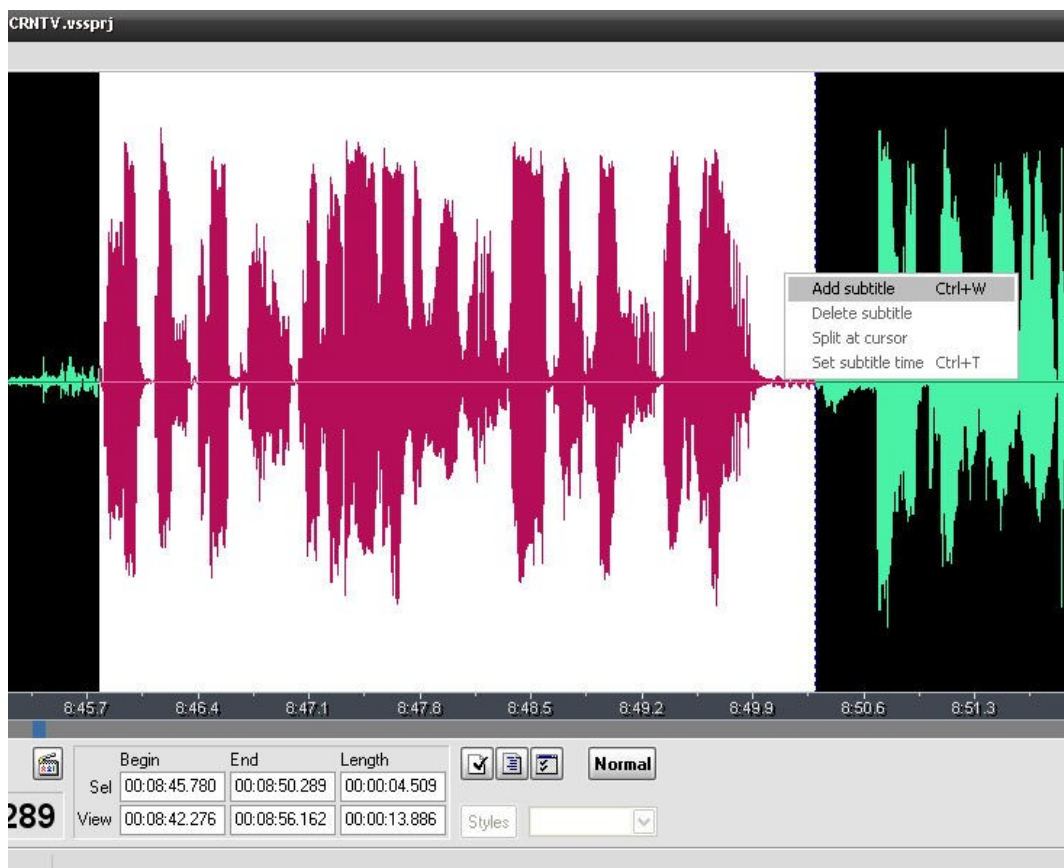 CRNTV.vssprj
Add subtitle Ctrl+W
Delete subtitle
Split at cursor
Set subtitle time Ctrl+T
8:45.7 8:46.4 8:47.1 8:47.8 8:48.5 8:49.2 8:49.9 8:50.6 8:51.3
Begin End Length
Sel 00:08:45.780 00:08:50.289 00:00:04.509
Normal
289
View 00:08:42.276 00:08:56.162 00:00:13.886
Styles